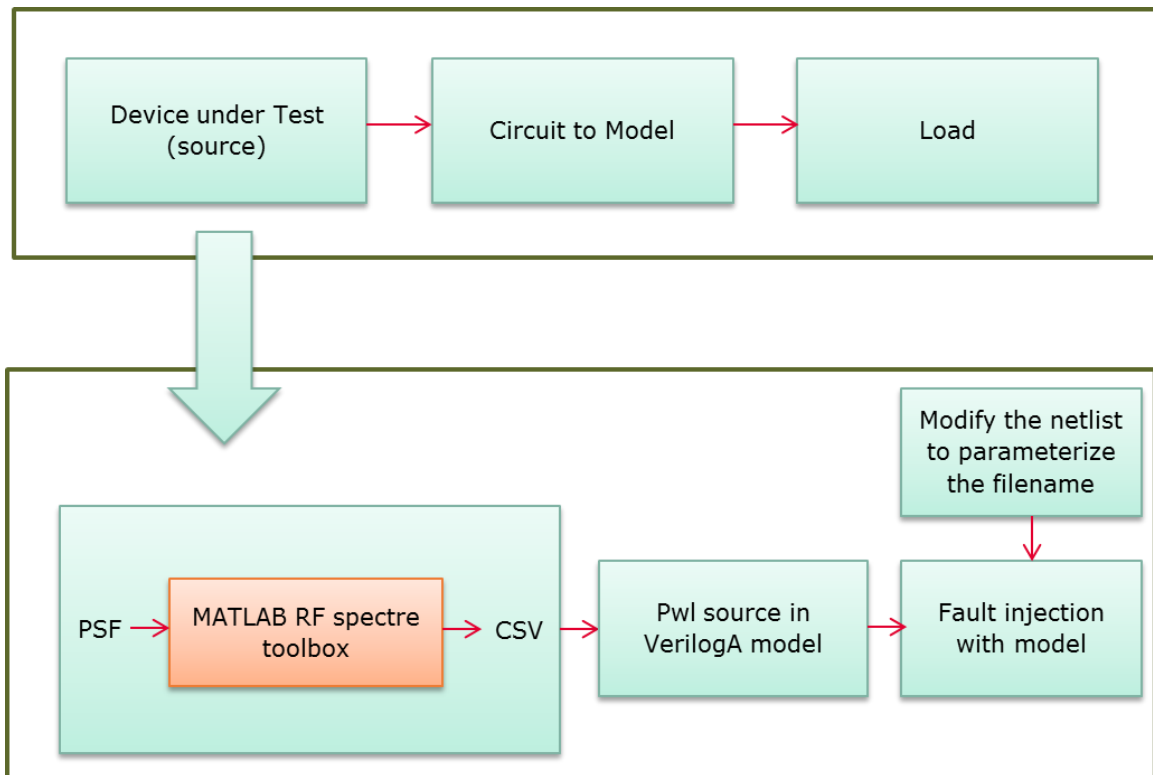 Device under Test
(source)
Circuit to Model
Load
Modify the netlist
to parameterize
the filename
PSF
MATLAB RF spectre
toolbox
CSV
Pwl source in
VerilogA model
Fault injection
with model